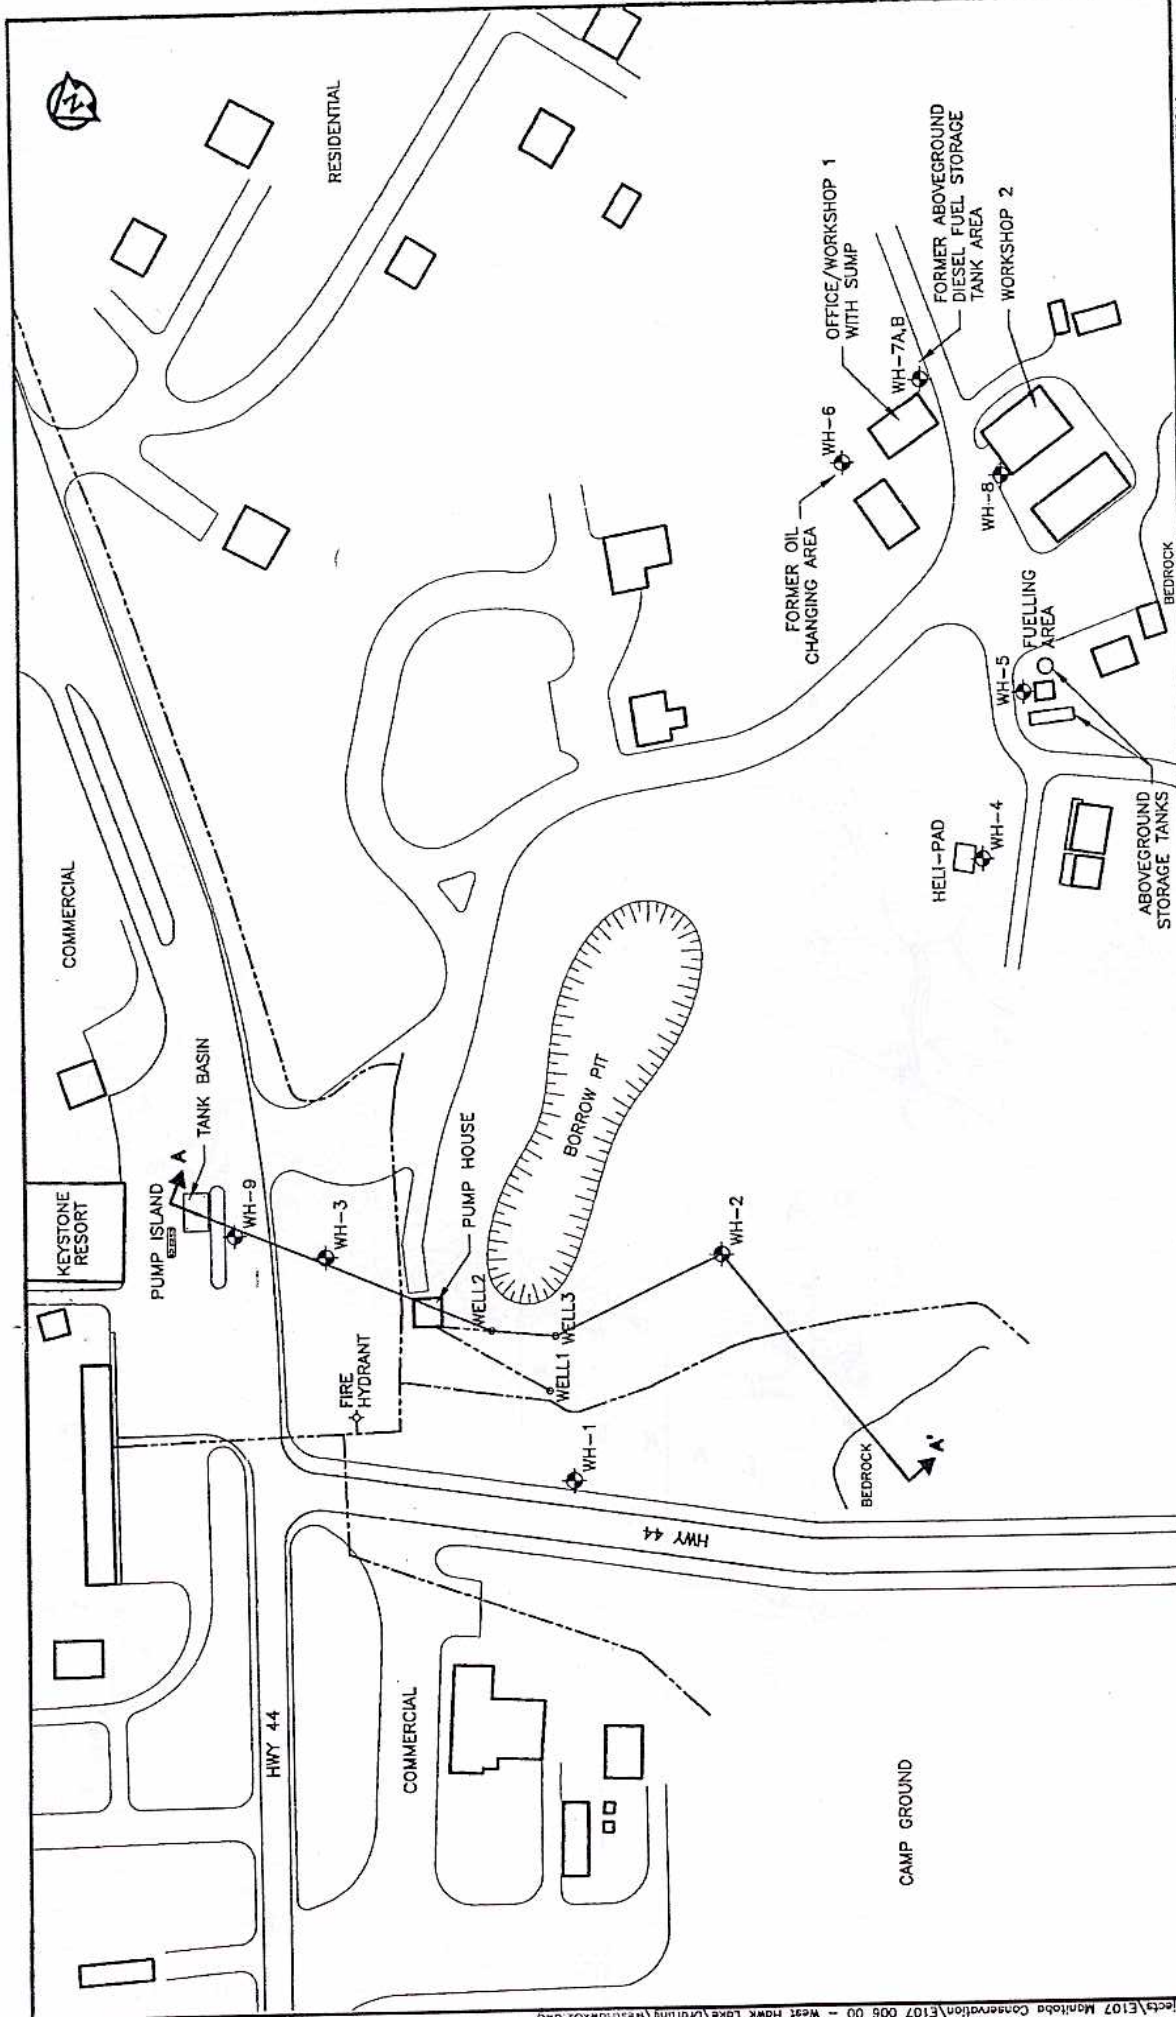 N
RESIDENTIAL
COMMERCIAL
KEYSTONE
RESORT
PUMP ISLAND
A
TANK BASIN
WH-9
WH-3
FIRE
HYDRANT
PUMP HOUSE
WELL2
WELL3
WELL1
WH-1
BORROW PIT
WH-2
BEDROCK
A'
HWY 44
HWY 44
COMMERCIAL
CAMP GROUND
OFFICE/WORKSHOP 1
WITH SUMP
FORMER ABOVEGROUND
DIESEL FUEL STORAGE
TANK AREA
WORKSHOP 2
WH-7A,B
WH-6
FORMER OIL
CHANGING AREA
WH-8
FUELLING
AREA
WH-5
BEDROCK
HELI-PAD
WH-4
ABOVEGROUND
STORAGE TANKS
jects/E107 Manitoba Conservation/E107 006 00 - West Hawk Lake/Drafting/